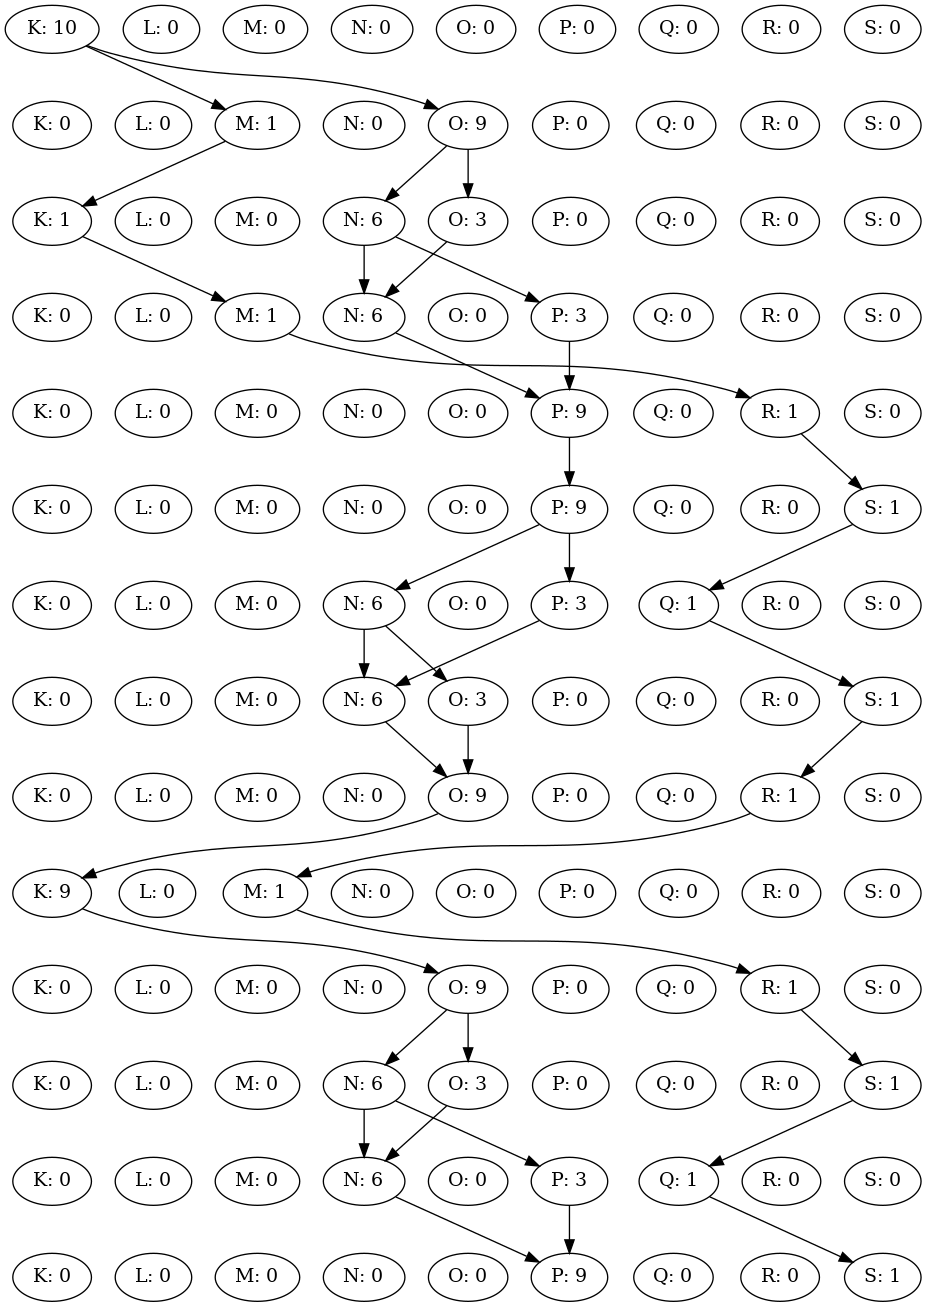 K: 10 L: 0 M: 0 N: 0 O: 0 P: 0 Q: 0 R: 0 S: 0
K: 0 L: 0 M: 1 N: 0 O: 9 P: 0 Q: 0 R: 0 S: 0
K: 1 L: 0 M: 0 N: 6 O: 3 P: 0 Q: 0 R: 0 S: 0
K: 0 L: 0 M: 1 N: 6 O: 0 P: 3 Q: 0 R: 0 S: 0
K: 0 L: 0 M: 0 N: 0 O: 0 P: 9 Q: 0 R: 1 S: 0
K: 0 L: 0 M: 0 N: 0 O: 0 P: 9 Q: 0 R: 0 S: 1
K: 0 L: 0 M: 0 N: 6 O: 0 P: 3 Q: 1 R: 0 S: 0
K: 0 L: 0 M: 0 N: 6 O: 3 P: 0 Q: 0 R: 0 S: 1
K: 0 L: 0 M: 0 N: 0 O: 9 P: 0 Q: 0 R: 1 S: 0
K: 9 L: 0 M: 1 N: 0 O: 0 P: 0 Q: 0 R: 0 S: 0
K: 0 L: 0 M: 0 N: 0 O: 9 P: 0 Q: 0 R: 1 S: 0
K: 0 L: 0 M: 0 N: 6 O: 3 P: 0 Q: 0 R: 0 S: 1
K: 0 L: 0 M: 0 N: 6 O: 0 P: 3 Q: 1 R: 0 S: 0
K: 0 L: 0 M: 0 N: 0 O: 0 P: 9 Q: 0 R: 0 S: 1